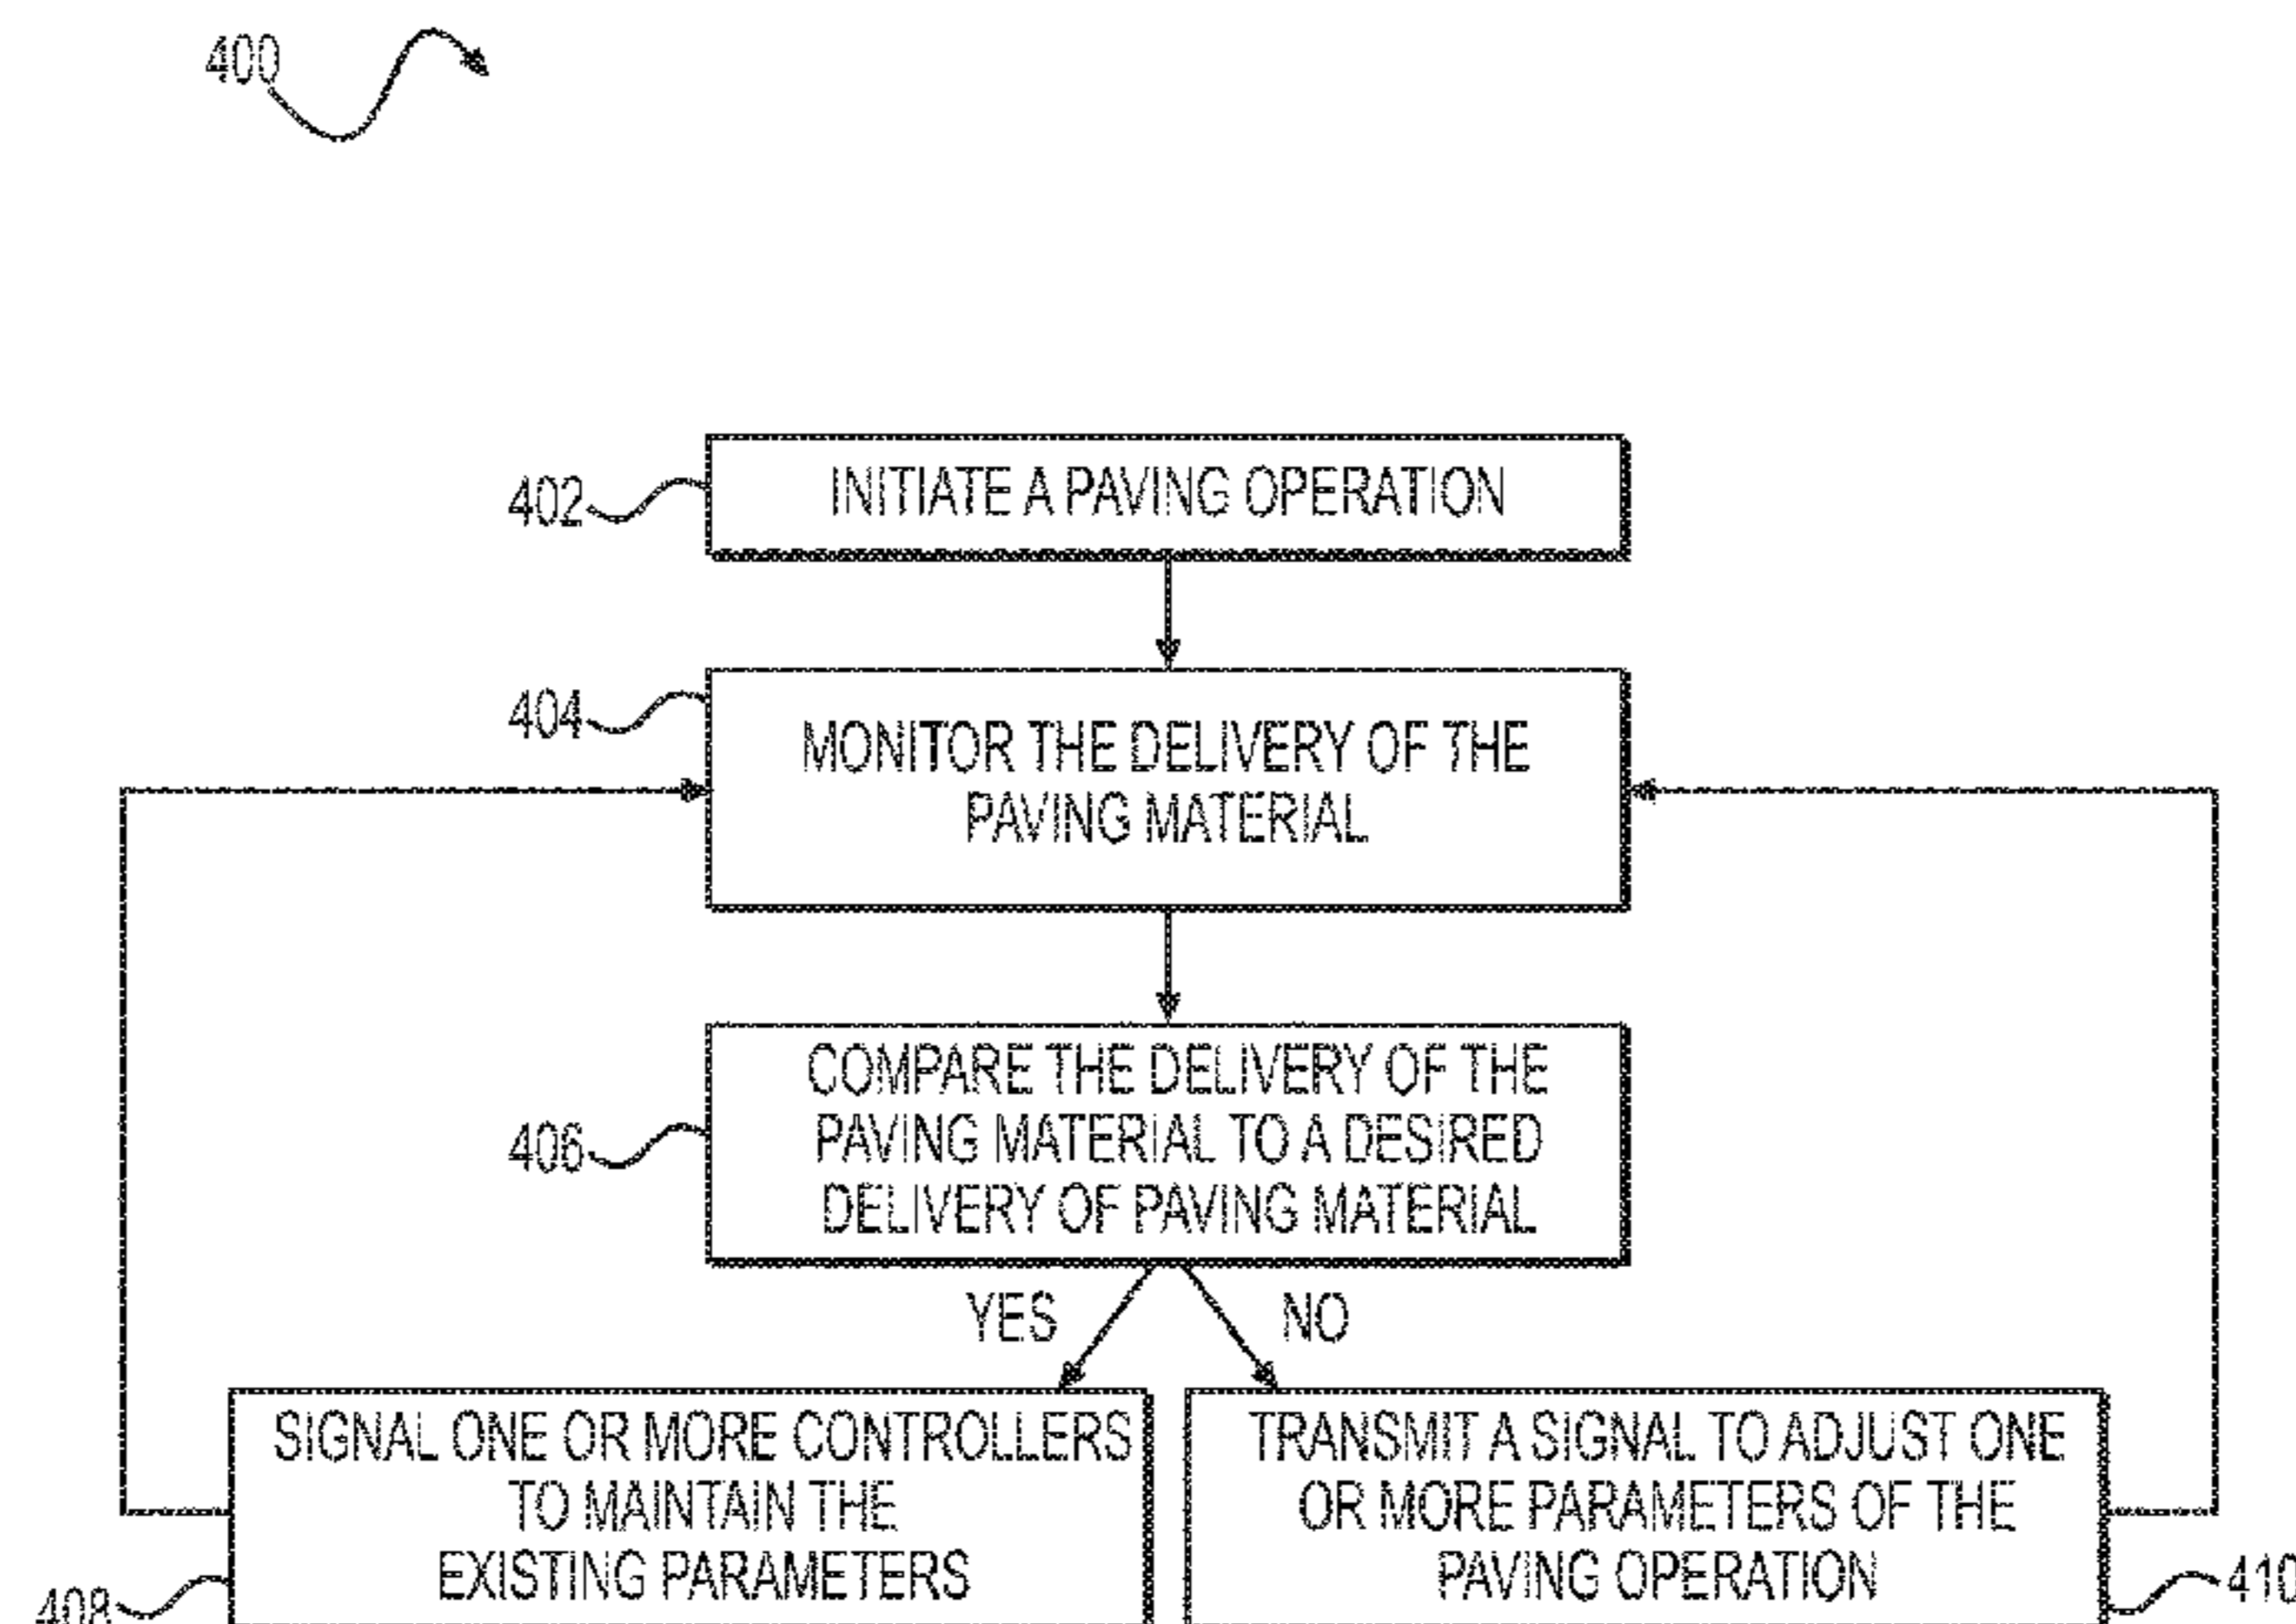 400
402
INITIATE A PAVING OPERATION
404
MONITOR THE DELIVERY OF THE
PAVING MATERIAL
406
COMPARE THE DELIVERY OF THE
PAVING MATERIAL TO A DESIRED
DELIVERY OF PAVING MATERIAL
YES
NO
SIGNAL ONE OR MORE CONTROLLERS
TO MAINTAIN THE
EXISTING PARAMETERS
408
TRANSMIT A SIGNAL TO ADJUST ONE
OR MORE PARAMETERS OF THE
PAVING OPERATION
410